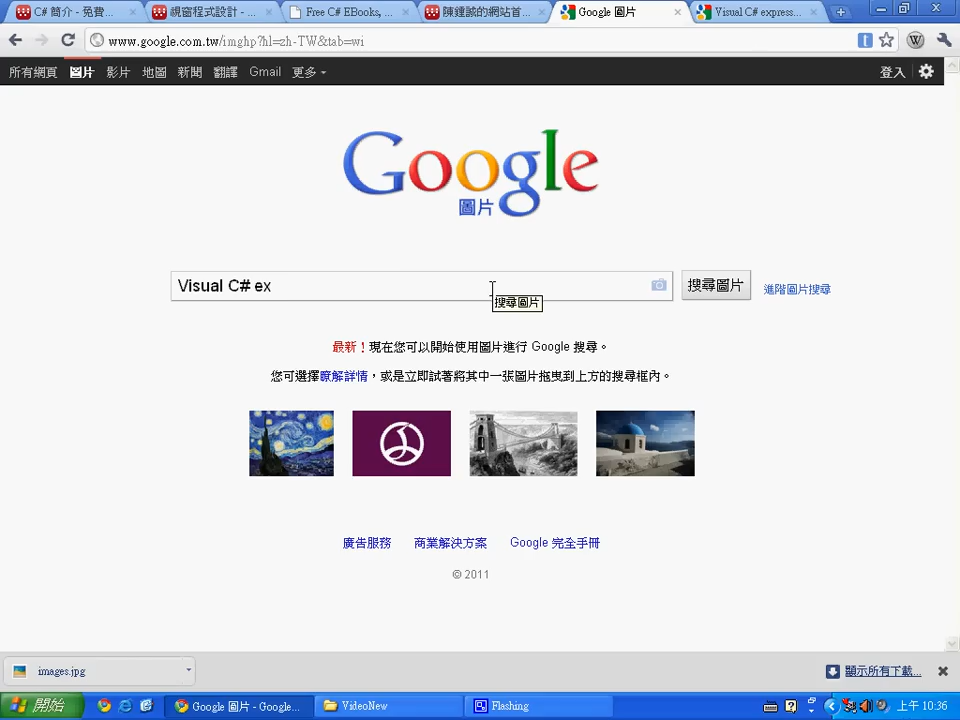 C# 簡介 - 免費...
視窗程式設計 - ...
Free C# EBooks, ...
陳鍾誠的網站首...
Google 圖片
Visual C# express...
www.google.com.tw/imghp?hl=zh-TW&tab=wi
所有網頁 圖片 影片 地圖 新聞 翻譯 Gmail 更多
登入
Google
圖片
Visual C# ex
搜尋圖片
進階圖片搜尋
搜尋圖片
最新！現在您可以開始使用圖片進行 Google 搜尋。
您可選擇瞭解詳情，或是立即試著將其中一張圖片拖曳到上方的搜尋框內。
廣告服務 商業解決方案 Google 完全手冊
© 2011
images.jpg
顯示所有下載...
開始
Google 圖片 - Google...
VideoNew
Flashing
上午 10:36